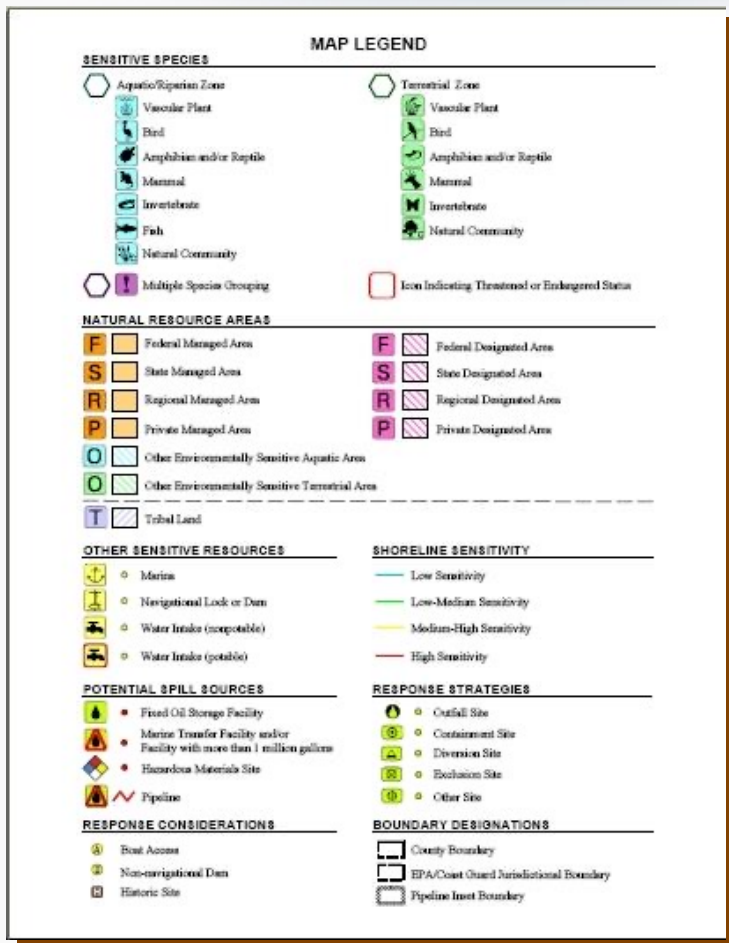 MAP LEGEND
SENSITIVE SPECIES
Aquatic/Riparian Zone
Vascular Plant
Bird
Amphibian and/or Reptile
Mammal
Invertebrate
Fish
Natural Community
Multiple Species Grouping
Terrestrial Zone
Vascular Plant
Bird
Amphibian and/or Reptile
Mammal
Invertebrate
Natural Community
Icon Indicating Threatened or Endangered Status
NATURAL RESOURCE AREAS
F Federal Managed Area
S State Managed Area
R Regional Managed Area
P Private Managed Area
O Other Environmentally Sensitive Aquatic Area
O Other Environmentally Sensitive Terrestrial Area
T Tribal Land
F Federal Designated Area
S State Designated Area
R Regional Designated Area
P Private Designated Area
OTHER SENSITIVE RESOURCES
Marina
Navigational Lock or Dam
Water Intake (nonpotable)
Water Intake (potable)
SHORELINE SENSITIVITY
Low Sensitivity
Low-Medium Sensitivity
Medium-High Sensitivity
High Sensitivity
POTENTIAL SPILL SOURCES
Fixed Oil Storage Facility
Marine Transfer Facility and/or
Facility with more than 1 million gallons
Hazardous Materials Site
Pipeline
RESPONSE STRATEGIES
Outfall Site
Containment Site
Diversion Site
Exclusion Site
Other Site
RESPONSE CONSIDERATIONS
Boat Access
Non-navigational Dam
H Historic Site
BOUNDARY DESIGNATIONS
County Boundary
EPA/Coast Guard Jurisdictional Boundary
Pipeline Inset Boundary